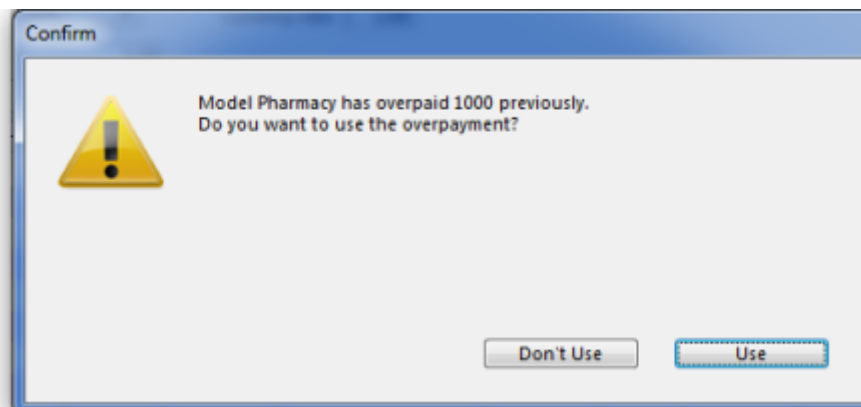 Confirm
Model Pharmacy has overpaid 1000 previously.
Do you want to use the overpayment?
Don't Use
Use